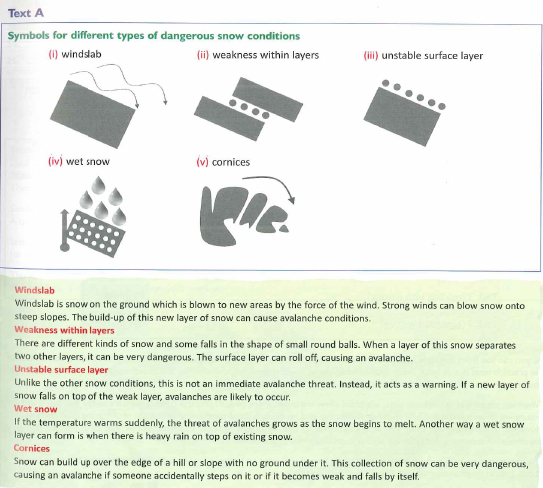 Text A
Symbols for different types of dangerous snow conditions
(i) windslab
(ii) weakness within layers
(iii) unstable surface layer
(iv) wet snow
(v) cornices
Windslab
Windslab is snow on the ground which is blown to new areas by the force of the wind. Strong winds can blow snow onto
steep slopes. The build-up of this new layer of snow can cause avalanche conditions.
Weakness within layers
There are different kinds of snow and some falls in the shape of small round balls. When a layer of this snow separates
two other layers, it can be very dangerous. The surface layer can roll off, causing an avalanche.
Unstable surface layer
Unlike the other snow conditions, this is not an immediate avalanche threat. Instead, it acts as a warning. If a new layer of
snow falls on top of the weak layer, avalanches are likely to occur.
Wet snow
If the temperature warms suddenly, the threat of avalanches grows as the snow begins to melt. Another way a wet snow
layer can form is when there is heavy rain on top of existing snow.
Cornices
Snow can build up over the edge of a hill or slope with no ground under it. This collection of snow can be very dangerous,
causing an avalanche if someone accidentally steps on it or if it becomes weak and falls by itself.